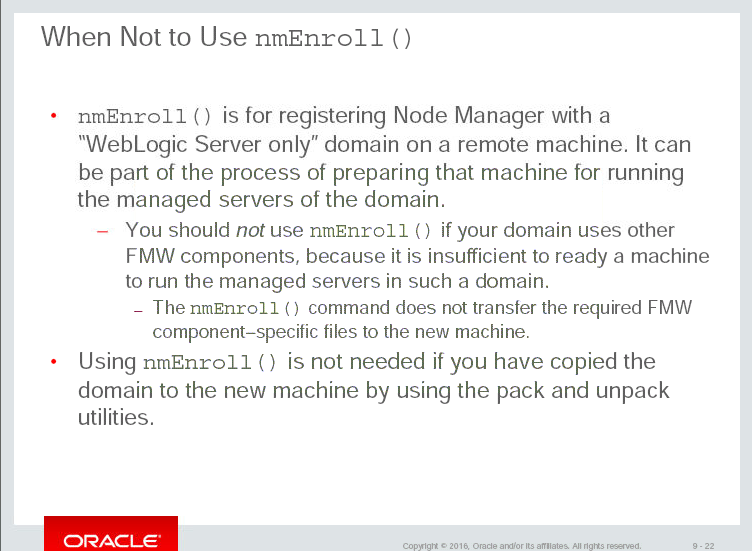 When Not to Use nmEnroll()
• nmEnroll() is for registering Node Manager with a
“WebLogic Server only” domain on a remote machine. It can
be part of the process of preparing that machine for running
the managed servers of the domain.
– You should not use nmEnroll() if your domain uses other
FMW components, because it is insufficient to ready a machine
to run the managed servers in such a domain.
– The nmEnroll() command does not transfer the required FMW
component–specific files to the new machine.
• Using nmEnroll() is not needed if you have copied the
domain to the new machine by using the pack and unpack
utilities.
ORACLE
Copyright © 2016, Oracle and/or its affiliates. All rights reserved.
9 - 22